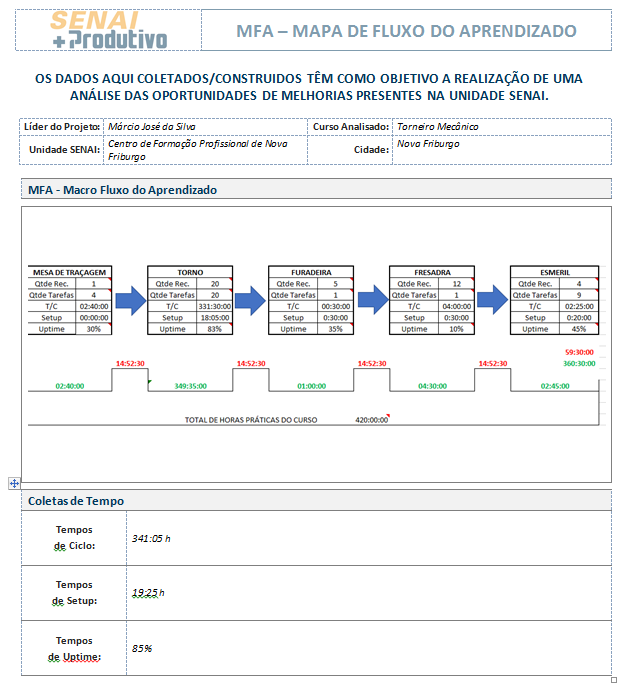 SENAI
+Produtivo
MFA – MAPA DE FLUXO DO APRENDIZADO
OS DADOS AQUI COLETADOS/CONSTRUIDOS TÊM COMO OBJETIVO A REALIZAÇÃO DE UMA
ANÁLISE DAS OPORTUNIDADES DE MELHORIAS PRESENTES NA UNIDADE SENAI.
Líder do Projeto: Márcio José da Silva Curso Analisado: Torneiro Mecânico
Unidade SENAI: Centro de Formação Profissional de Nova Friburgo Cidade: Nova Friburgo
MFA - Macro Fluxo do Aprendizado
MESA DE TRAÇAGEM TORNO FURADEIRA FRESADRA ESMERIL
Qtde Rec. 1 Qtde Rec. 20 Qtde Rec. 5 Qtde Rec. 12 Qtde Rec. 4
Qtde Tarefas 4 Qtde Tarefas 20 Qtde Tarefas 1 Qtde Tarefas 1 Qtde Tarefas 9
T/C 02:40:00 T/C 331:30:00 T/C 00:30:00 T/C 04:00:00 T/C 02:25:00
Setup 00:00:00 Setup 18:05:00 Setup 0:30:00 Setup 0:30:00 Setup 0:20:00
Uptime 30% Uptime 83% Uptime 35% Uptime 10% Uptime 45%
59:30:00
14:52:30 14:52:30 14:52:30 14:52:30 360:30:00
02:40:00 349:35:00 01:00:00 04:30:00 02:45:00
TOTAL DE HORAS PRÁTICAS DO CURSO 420:00:00
Coletas de Tempo
Tempos
de Ciclo: 341:05 h
Tempos
de Setup: 19:25 h
Tempos
de Uptime: 85%